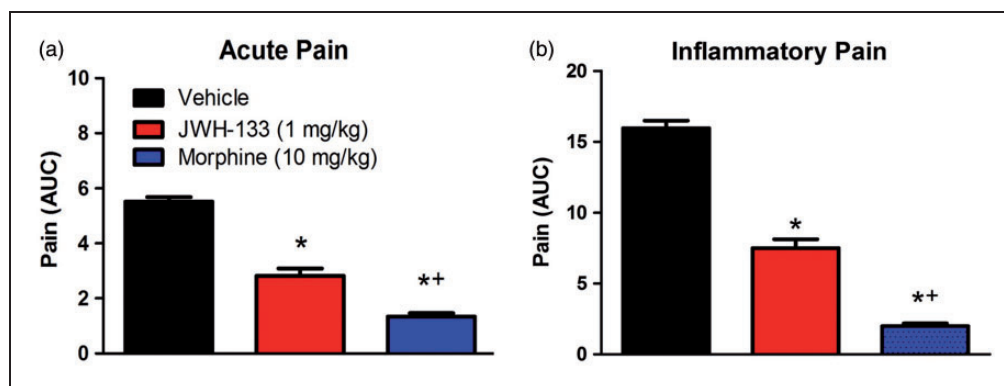 (a)
Acute Pain
10
8
6
4
2
0
Pain (AUC)
Vehicle
JWH-133 (1 mg/kg)
Morphine (10 mg/kg)
*
*+
(b)
Inflammatory Pain
20
15
10
5
0
Pain (AUC)
*
*+